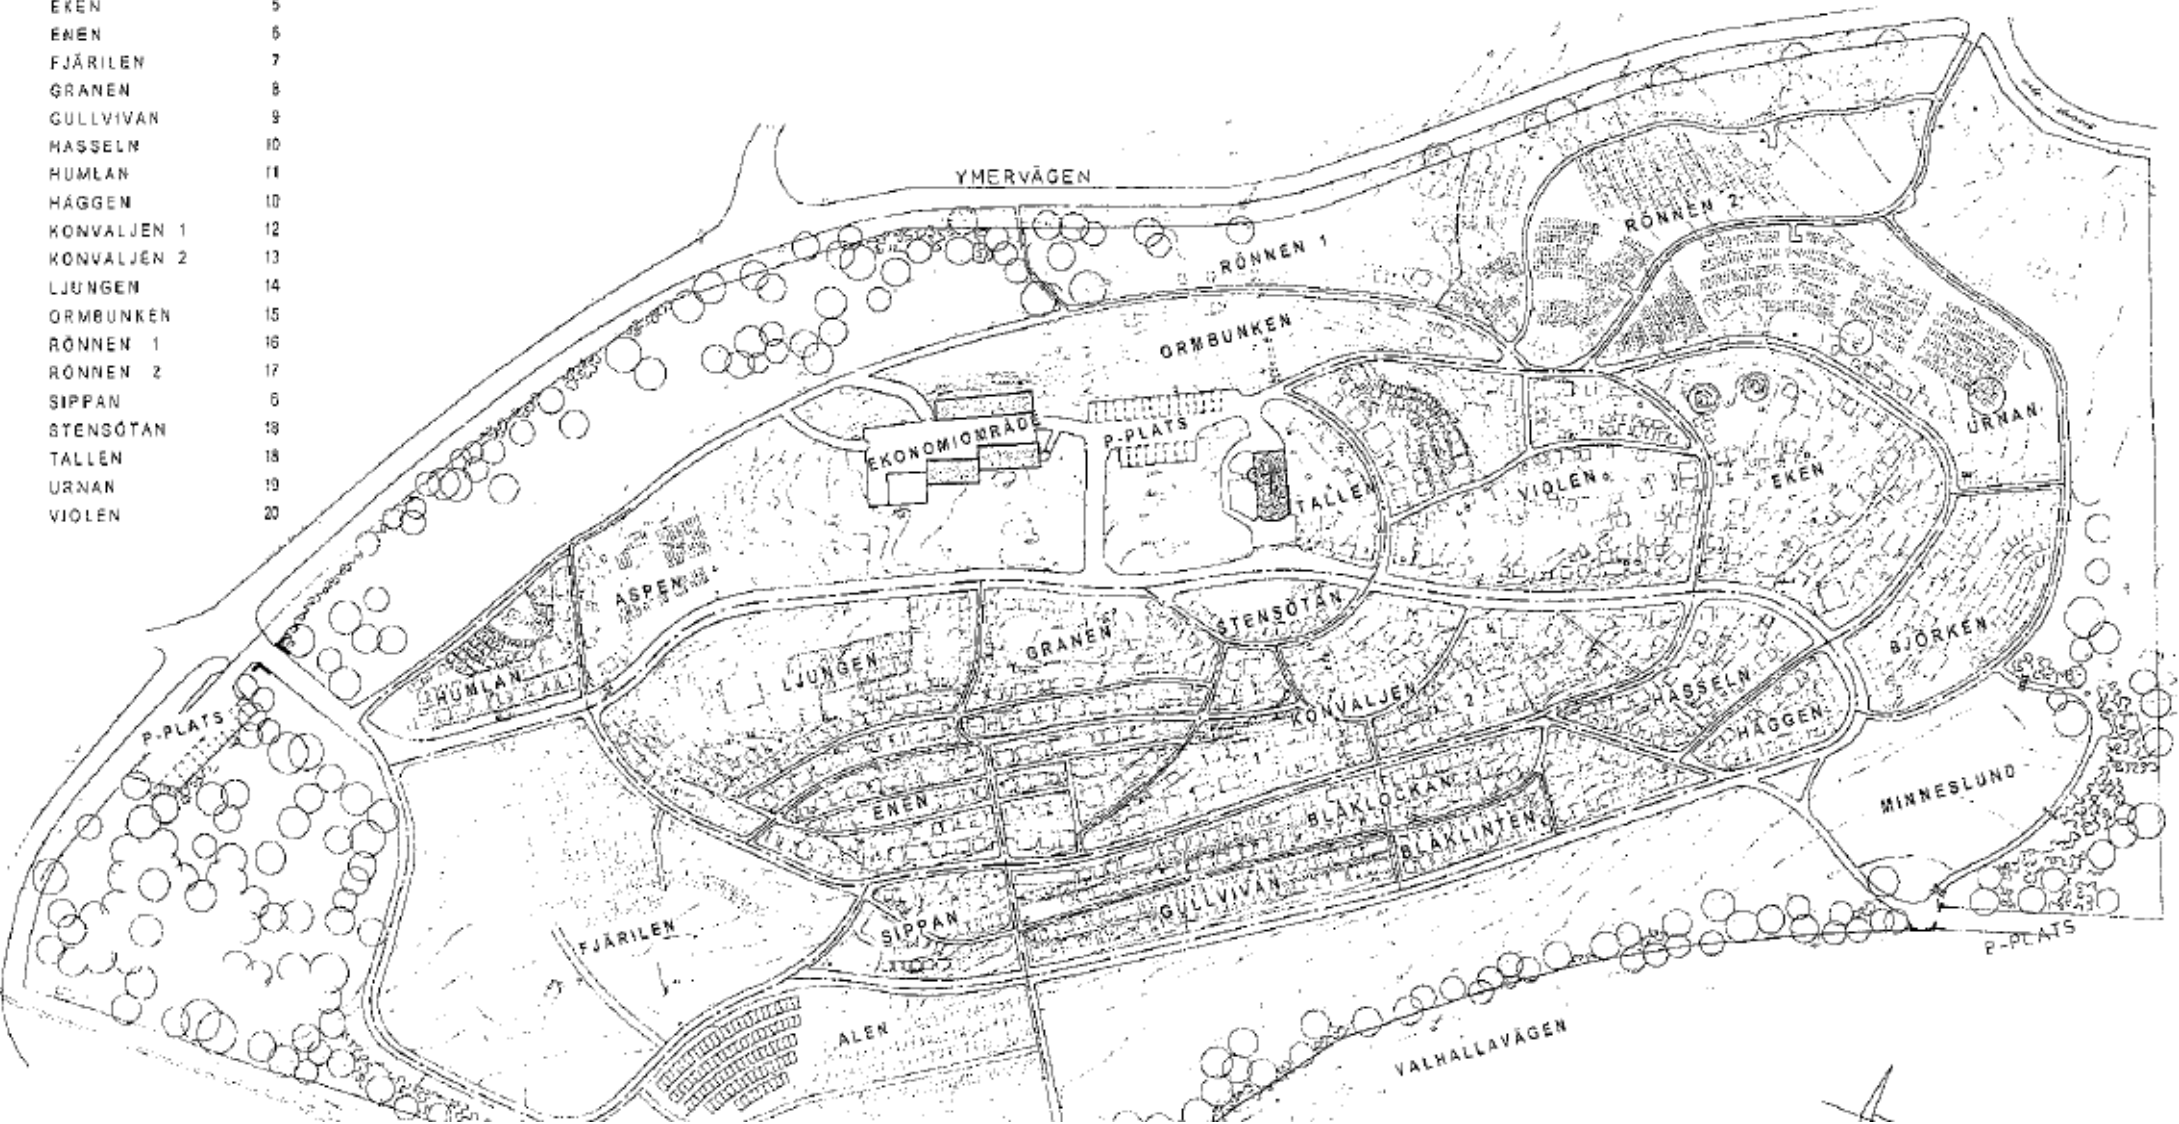 EKEN 5
ENEN 6
FJÄRILEN 7
GRANEN 8
GULLVIVAN 9
HASSELN 10
HUMLAN 11
HÄGGEN 10
KONVALJEN 1 12
KONVALJEN 2 13
LJUNGEN 14
ORMBUNKEN 15
RÖNNEN 1 16
RÖNNEN 2 17
SIPPAN 6
STENSÖTAN 18
TALLEN 18
URNAN 19
VIOLEN 20
YMERVÄGEN
RÖNNEN 1
RÖNNEN 2
ORMBUNKEN
EKONOMIOMRÅDE
P-PLATS
TALLEN
VIOLEN
EKEN
URNAN
ASPEN
STENSÖTAN
GRANEN
LJUNGEN
HUMLAN
KONVALJEN
1
2
HASSELN
HÄGGEN
BJÖRKEN
P-PLATS
ENEN
BLÅKLOCKAN
BLÅKLINTEN
MINNESLUND
GULLVIVAN
SIPPAN
FJÄRILEN
P-PLATS
ALEN
VALHALLAVÄGEN